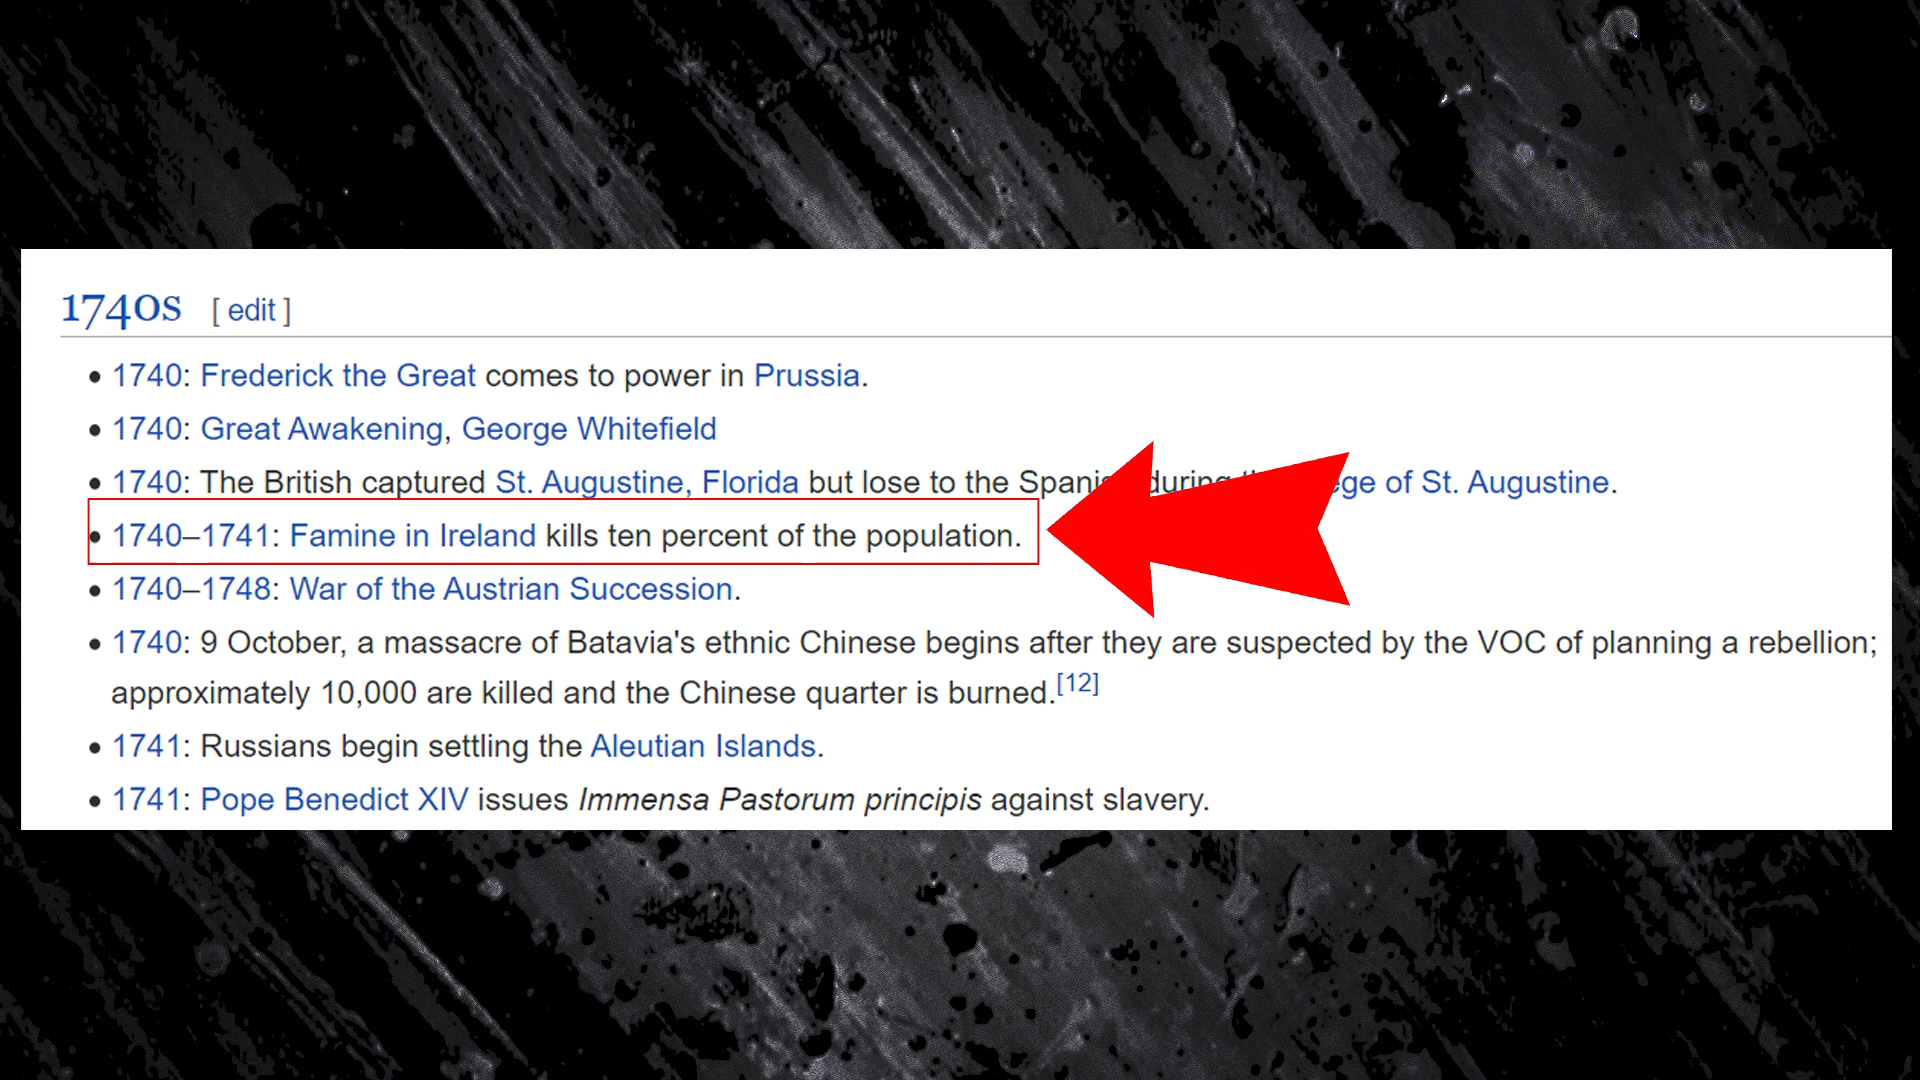 1740s [ edit ]
• 1740: Frederick the Great comes to power in Prussia.
• 1740: Great Awakening, George Whitefield
• 1740: The British captured St. Augustine, Florida but lose to the Spanis during ege of St. Augustine.
• 1740–1741: Famine in Ireland kills ten percent of the population.
• 1740–1748: War of the Austrian Succession.
• 1740: 9 October, a massacre of Batavia's ethnic Chinese begins after they are suspected by the VOC of planning a rebellion;
approximately 10,000 are killed and the Chinese quarter is burned.[12]
• 1741: Russians begin settling the Aleutian Islands.
• 1741: Pope Benedict XIV issues Immensa Pastorum principis against slavery.